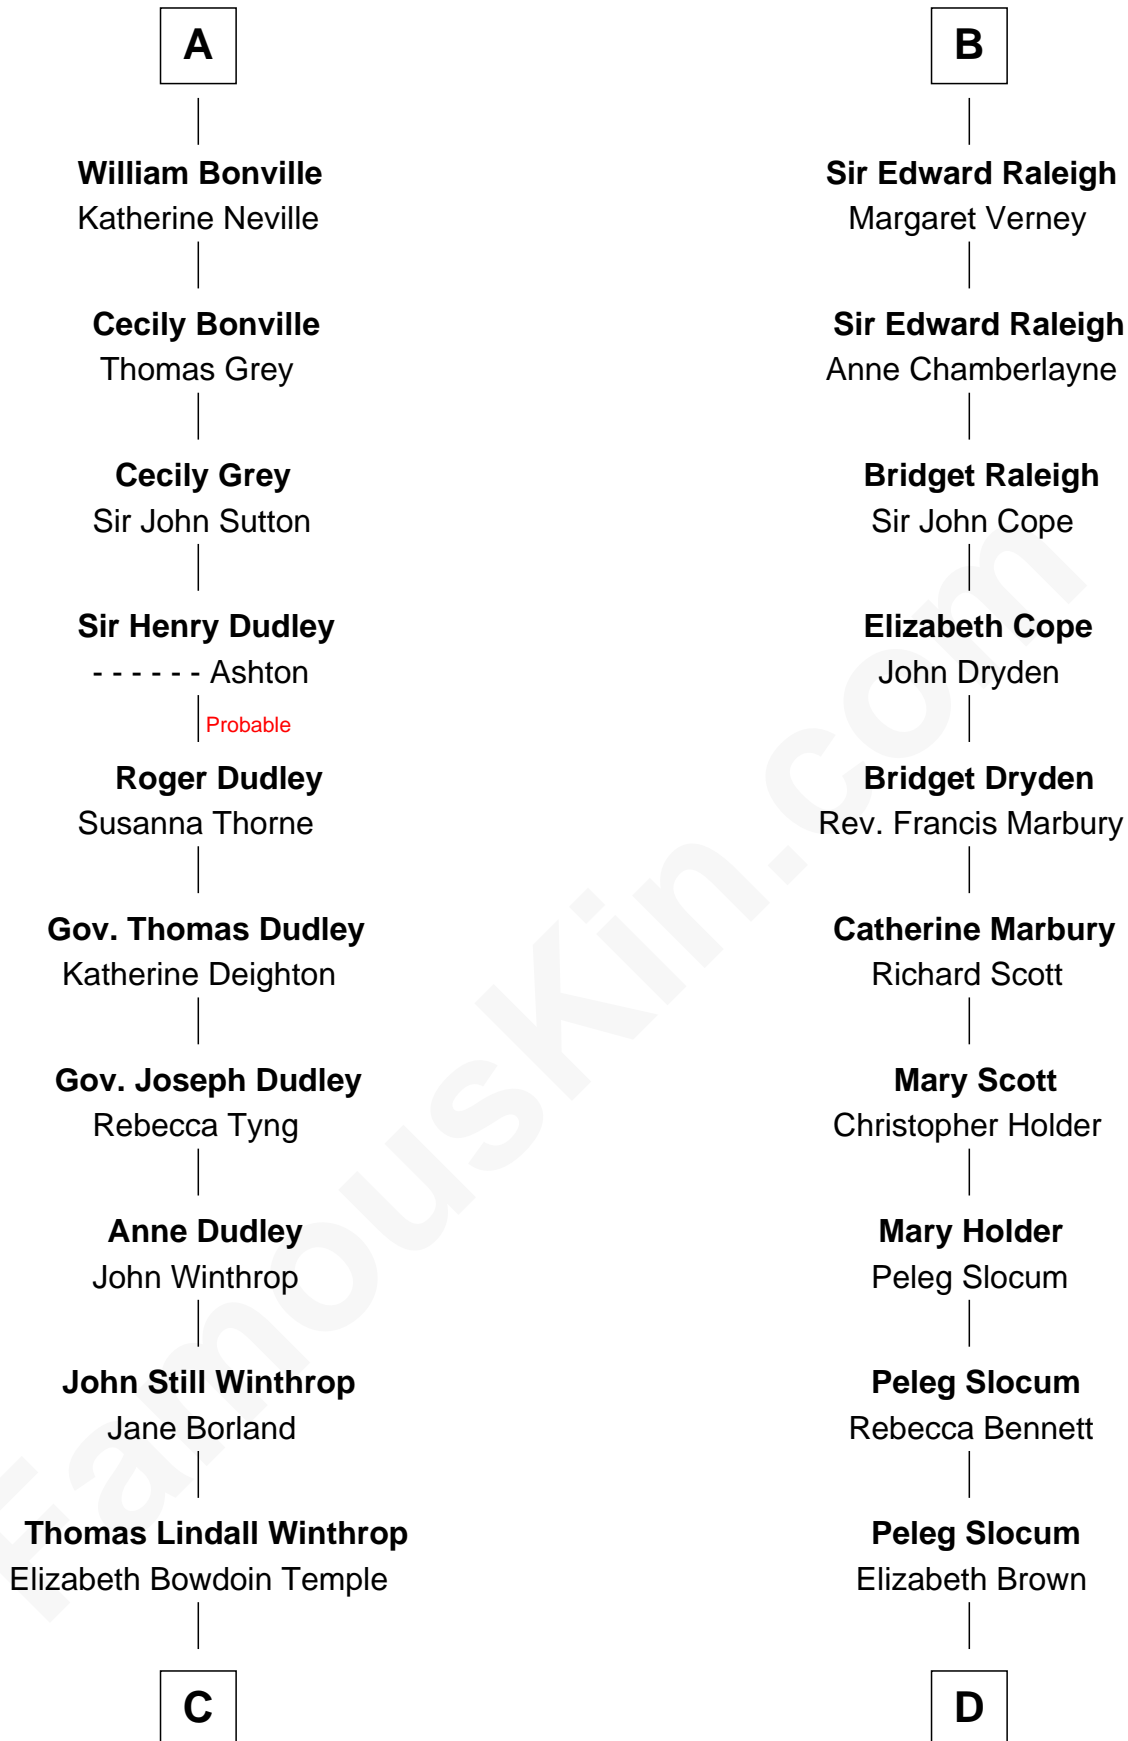 A
William Bonville
Katherine Neville
Cecily Bonville
Thomas Grey
Cecily Grey
Sir John Sutton
Sir Henry Dudley
- - - - - - Ashton
Probable
Roger Dudley
Susanna Thorne
Gov. Thomas Dudley
Katherine Deighton
Gov. Joseph Dudley
Rebecca Tyng
Anne Dudley
John Winthrop
John Still Winthrop
Jane Borland
Thomas Lindall Winthrop
Elizabeth Bowdoin Temple
C
B
Sir Edward Raleigh
Margaret Verney
Sir Edward Raleigh
Anne Chamberlayne
Bridget Raleigh
Sir John Cope
Elizabeth Cope
John Dryden
Bridget Dryden
Rev. Francis Marbury
Catherine Marbury
Richard Scott
Mary Scott
Christopher Holder
Mary Holder
Peleg Slocum
Peleg Slocum
Rebecca Bennett
Peleg Slocum
Elizabeth Brown
D
FamousKin.com